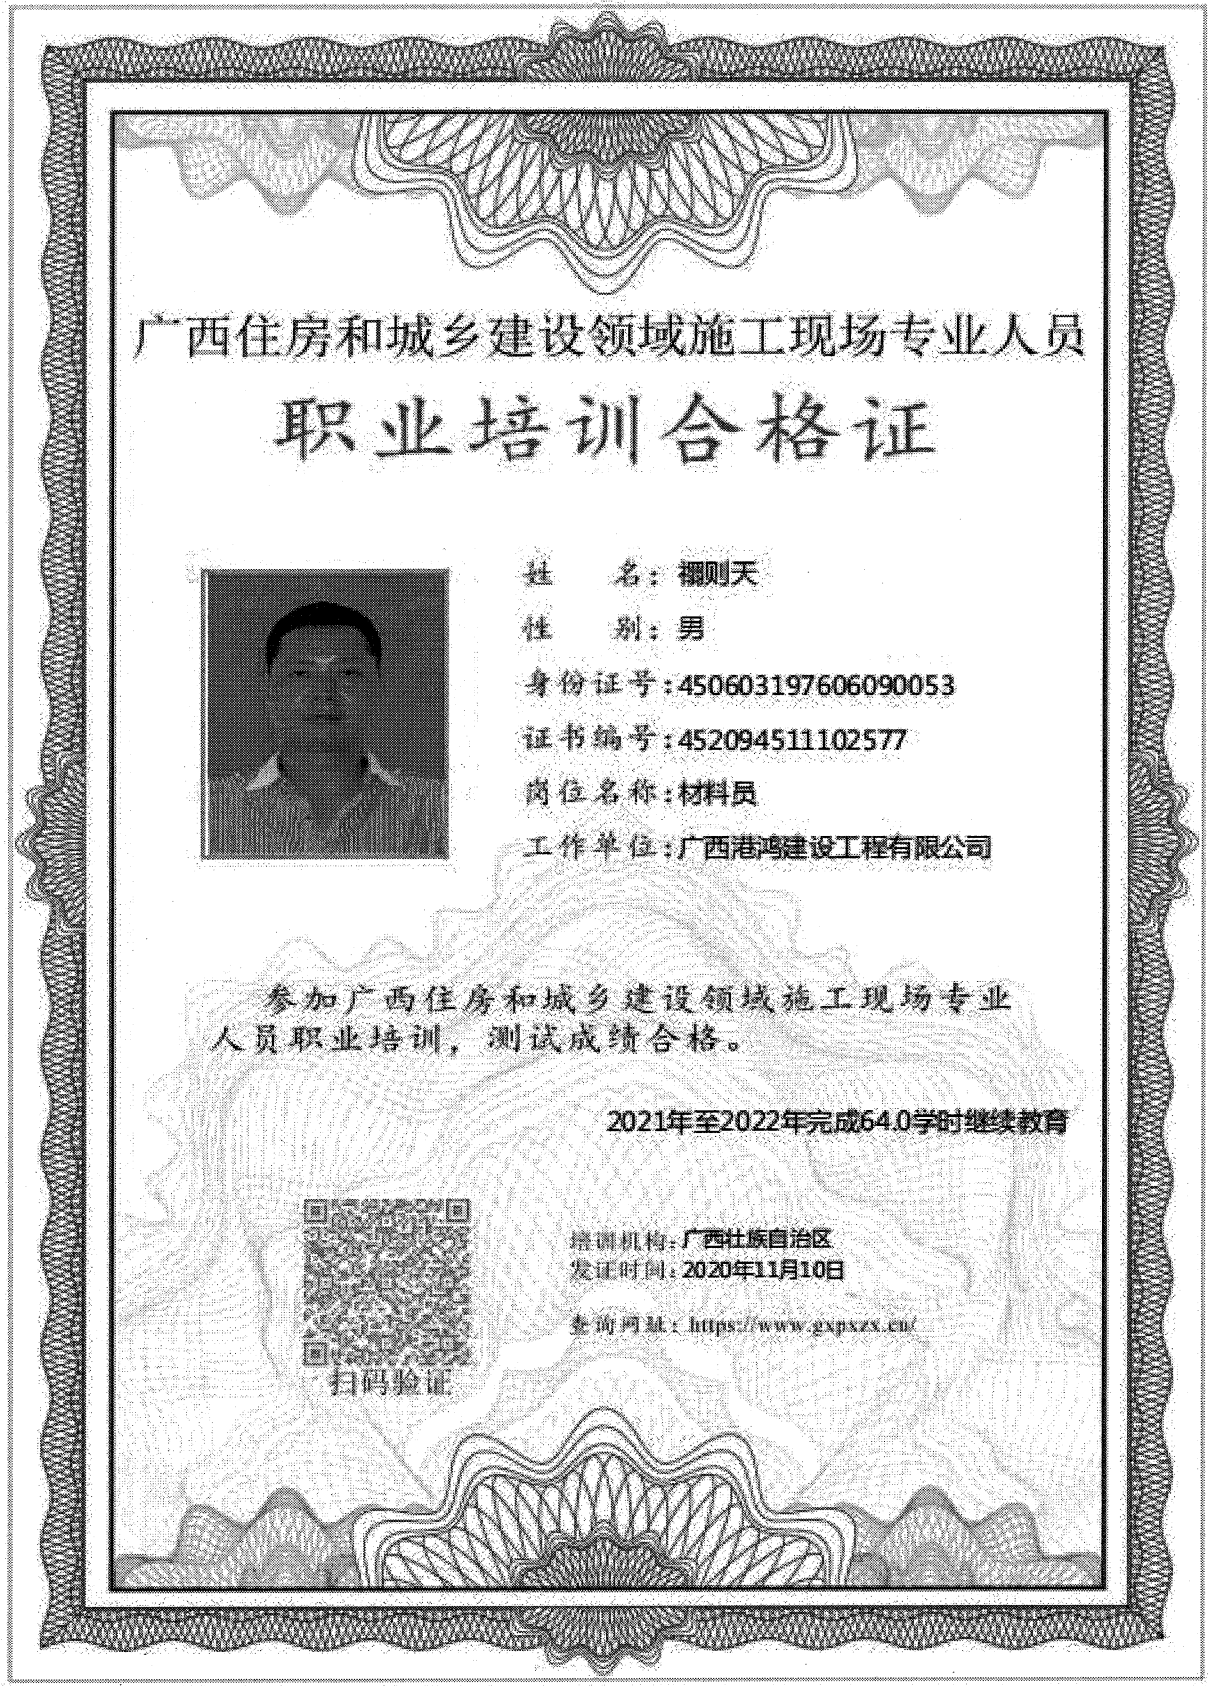 广西住房和城乡建设领域施工现场专业人员
职业培训合格证
姓 名：禤则天
性 别：男
身份证号:450603197606090053
证书编号:452094511102577
岗位名称:材料员
工作单位:广西港鸿建设工程有限公司
参加广西住房和城乡建设领域施工现场专业
人员职业培训，测试成绩合格。
2021年至2022年完成64.0学时继续教育
培训机构：广西壮族自治区
发证时间：2020年11月10日
查询网址：https://www.gxpxzx.cn/
扫码验证